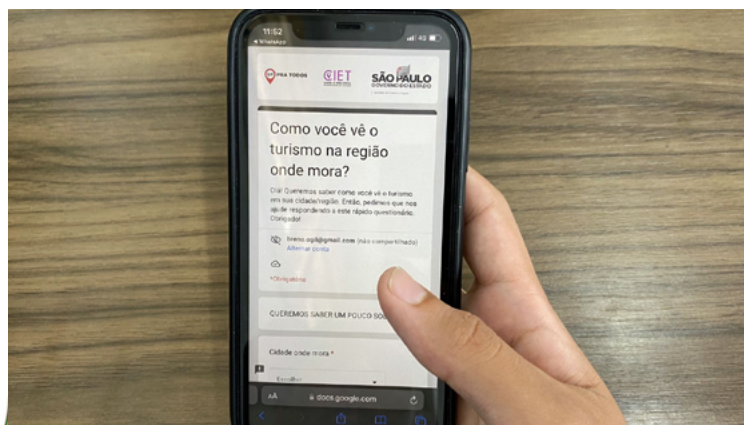 11:52
WhatsApp
4G
SP PRA TODOS
CIET
SÃO PAULO
GOVERNO DO ESTADO
Como você vê o
turismo na região
onde mora?
Olá! Queremos saber como você vê o turismo
em sua cidade/região. Então, pedimos que nos
ajude respondendo a este rápido questionário.
Obrigado!
(não compartilhado)
Alternar conta
*Obrigatório
QUEREMOS SABER UM POUCO
Cidade onde mora *
Escolher
AA
docs.google.com